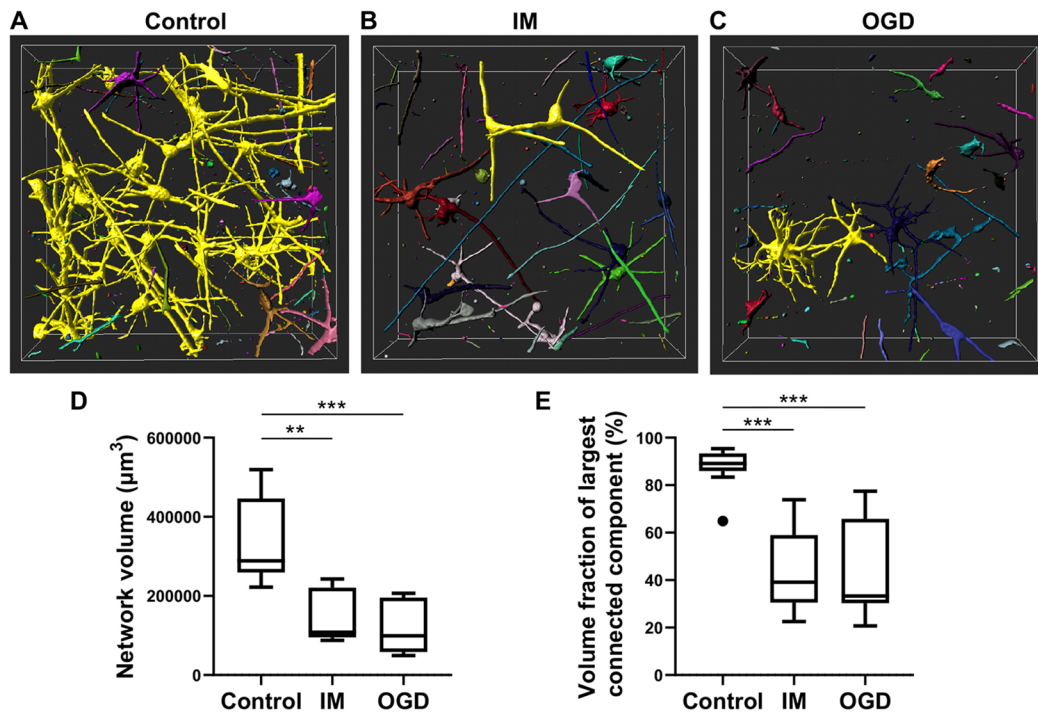 A Control
B IM
C OGD
D
***
**
Network volume (µm³)
600000
400000
200000
0
Control IM OGD
E
***
***
Volume fraction of largest
connected component (%)
100
80
60
40
20
0
Control IM OGD